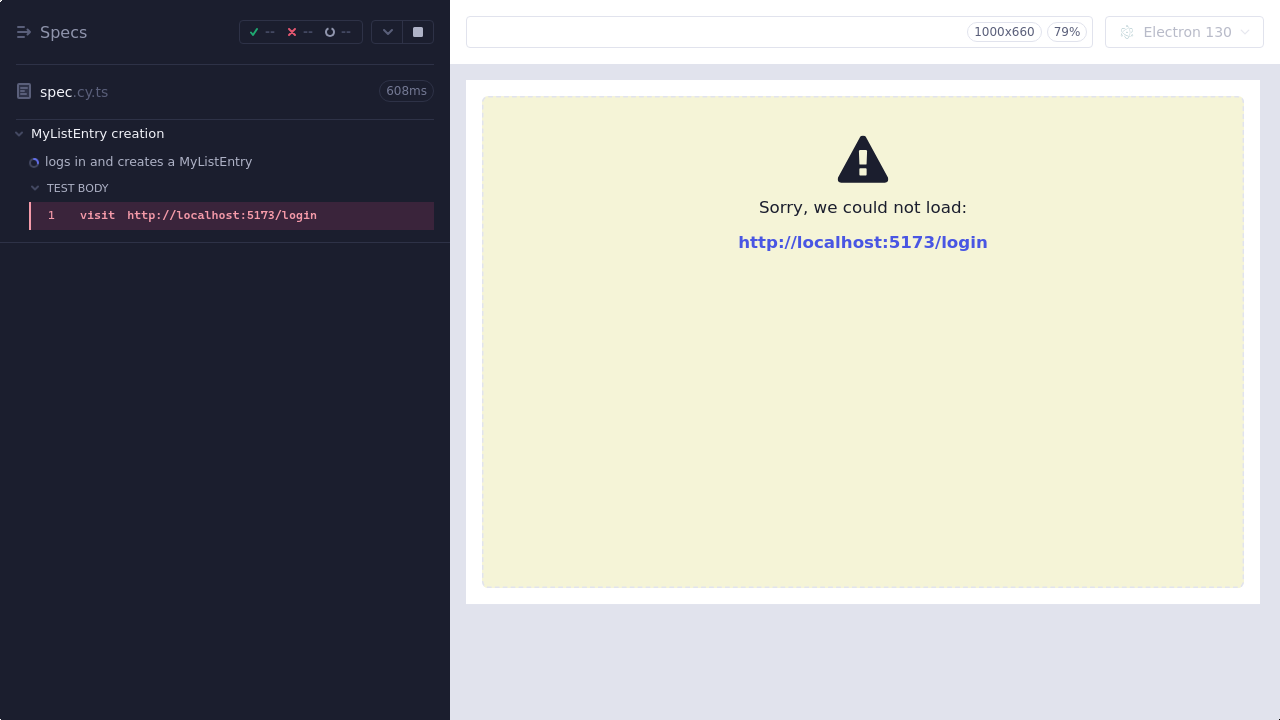 Specs
--
--
--
spec.cy.ts
608ms
MyListEntry creation
logs in and creates a MyListEntry
TEST BODY
1 visit http://localhost:5173/login
1000x660
79%
Electron 130
Sorry, we could not load:
http://localhost:5173/login